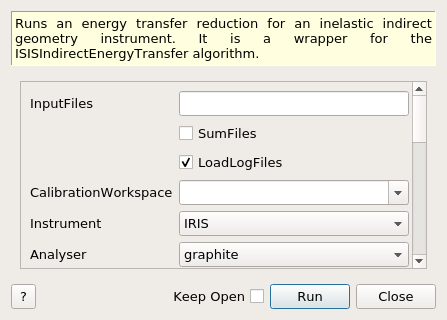 Runs an energy transfer reduction for an inelastic indirect
geometry instrument. It is a wrapper for the
ISISIndirectEnergyTransfer algorithm.
InputFiles
SumFiles
LoadLogFiles
CalibrationWorkspace
Instrument IRIS
Analyser graphite
? Keep Open Run Close